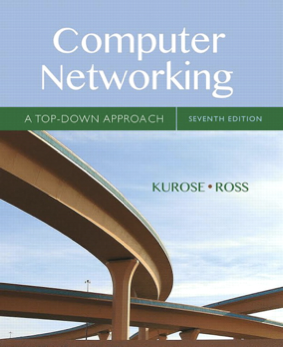 Computer
Networking
A TOP-DOWN APPROACH SEVENTH EDITION
KUROSE • ROSS